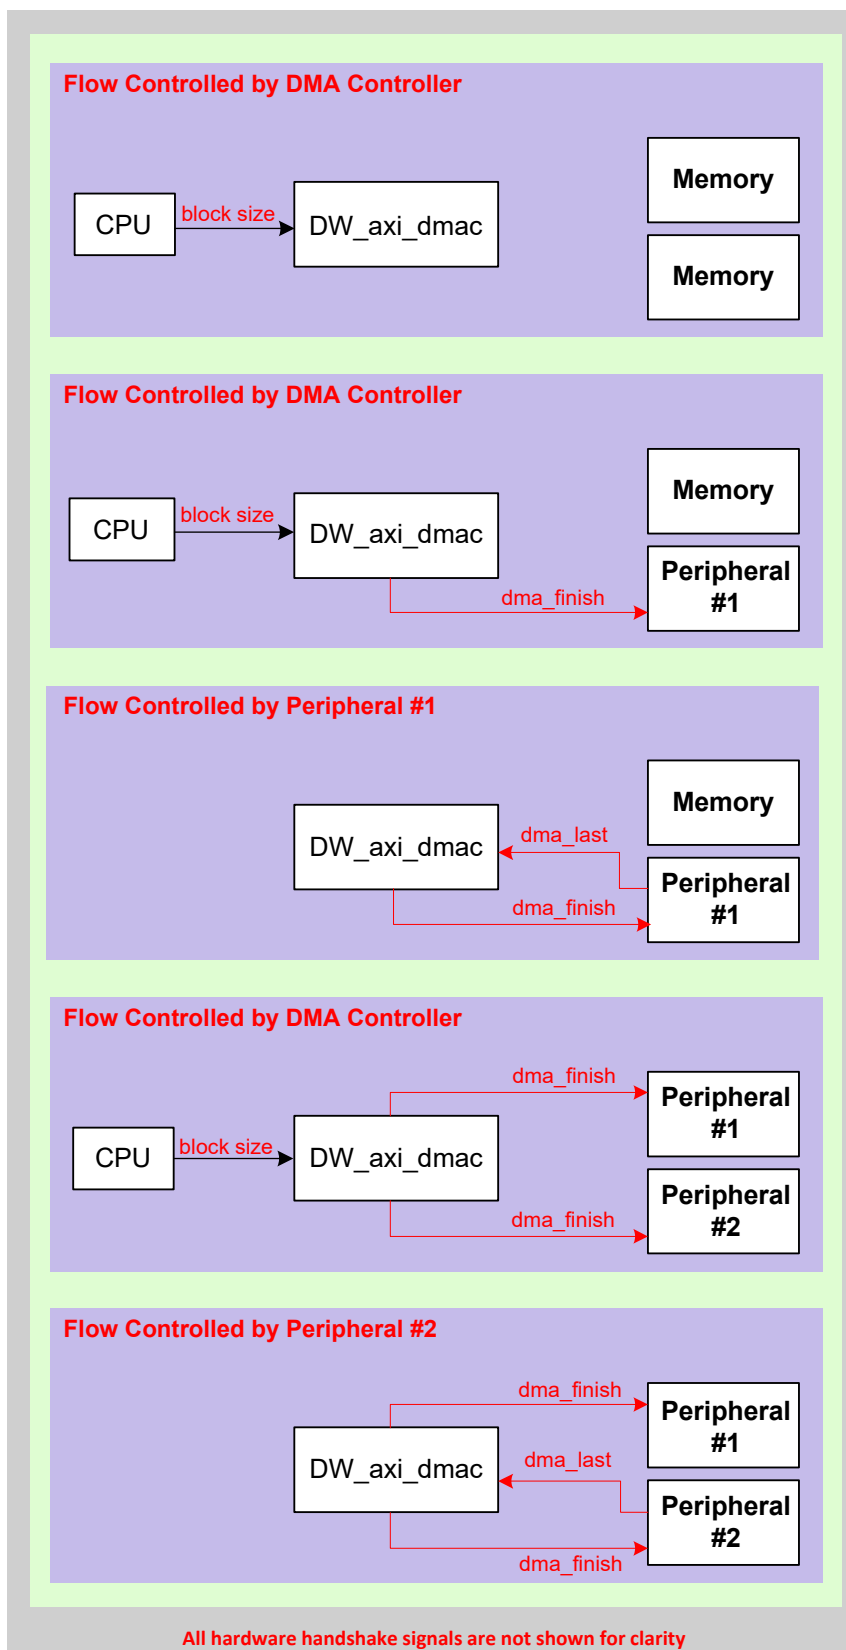 Flow Controlled by DMA Controller
Memory
CPU
block size
DW_axi_dmac
Memory
Flow Controlled by DMA Controller
Memory
CPU
block size
DW_axi_dmac
Peripheral
#1
dma_finish
Flow Controlled by Peripheral #1
Memory
dma_last
DW_axi_dmac
Peripheral
#1
dma_finish
Flow Controlled by DMA Controller
dma_finish
Peripheral
#1
CPU
block size
DW_axi_dmac
Peripheral
#2
dma_finish
Flow Controlled by Peripheral #2
dma_finish
Peripheral
#1
dma_last
DW_axi_dmac
Peripheral
#2
dma_finish
All hardware handshake signals are not shown for clarity